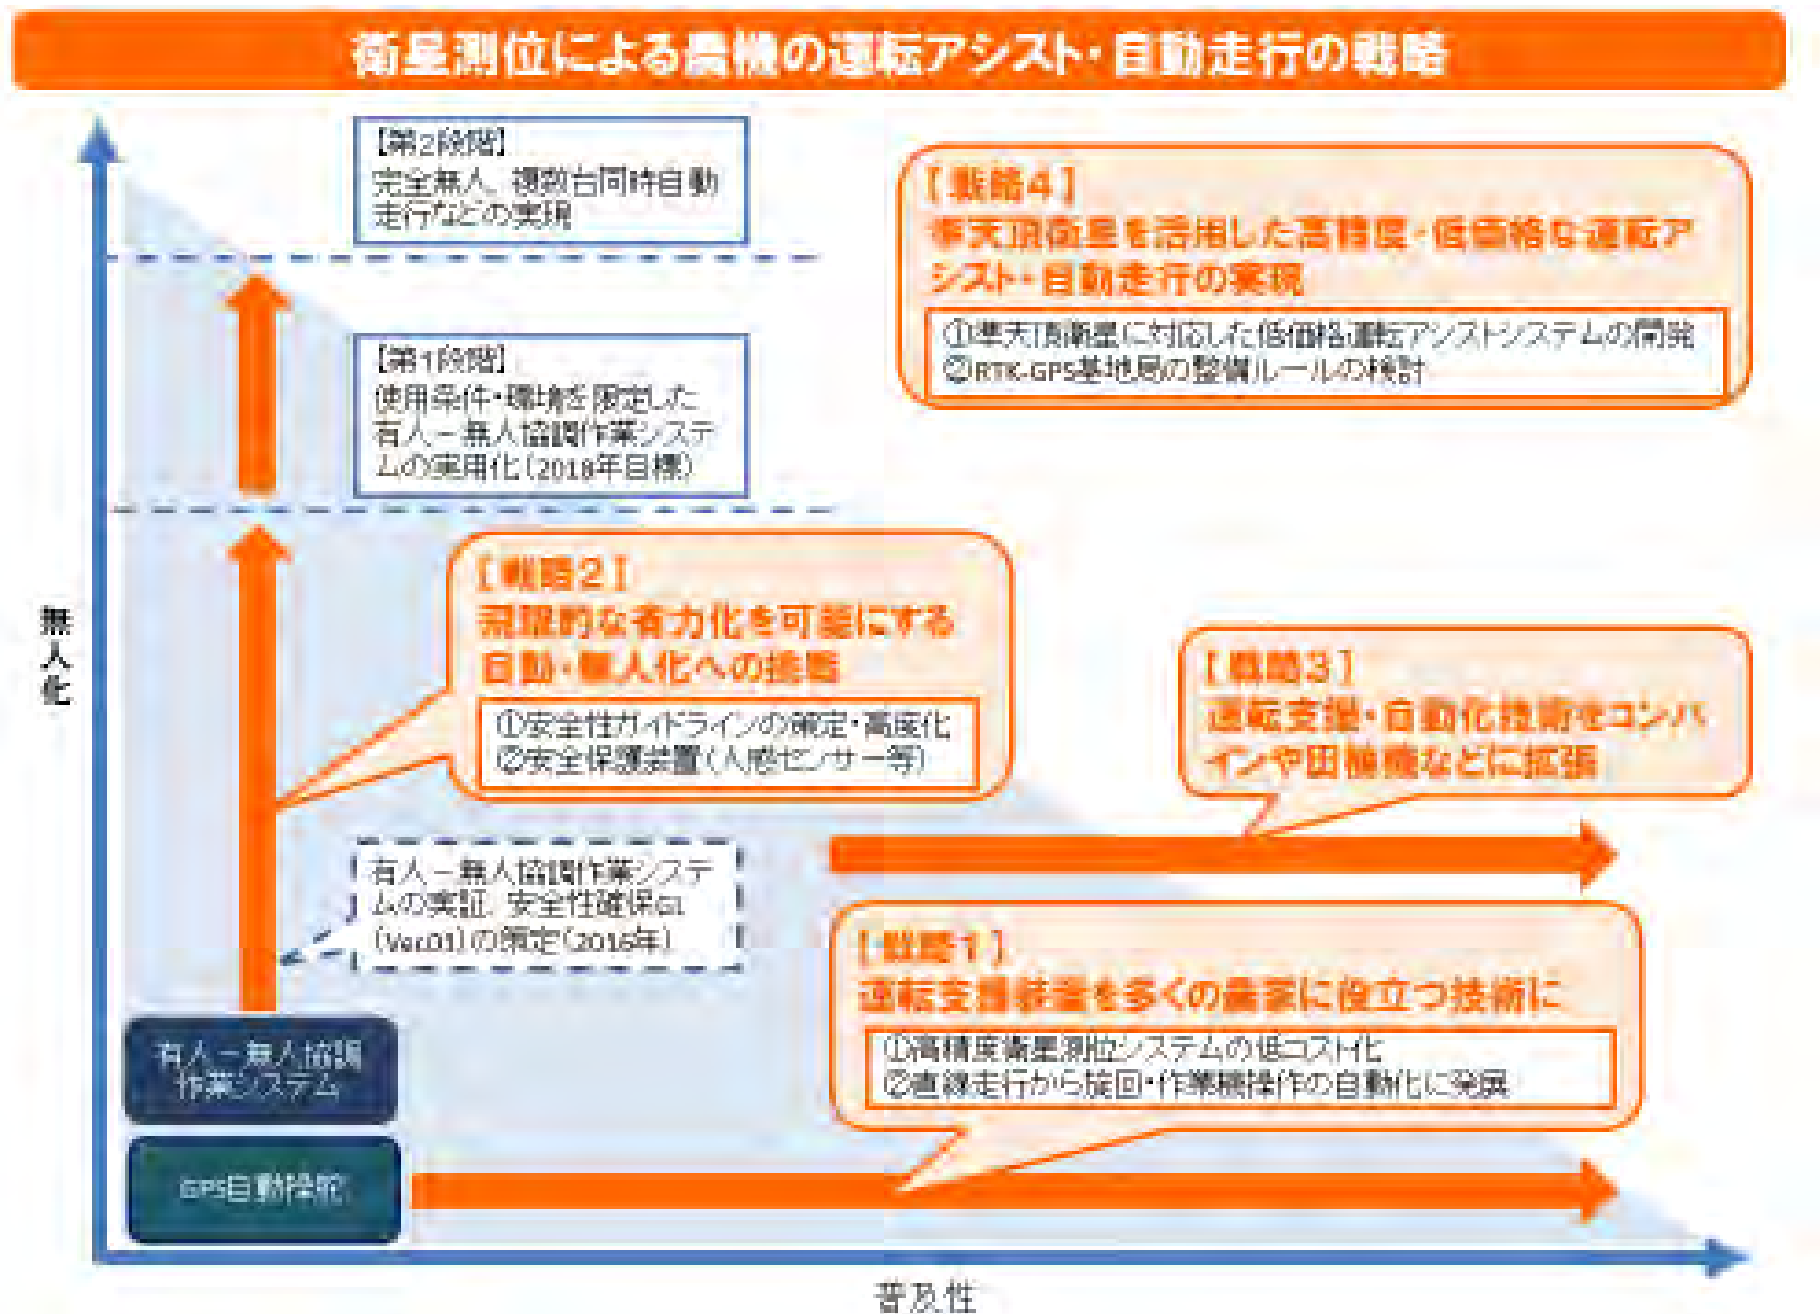 衛星測位による農機の運転アシスト・自動走行の戦略
【第2段階】
完全無人、複数台同時自動
走行などの実現
【戦略4】
準天頂衛星を活用した高精度・低価格な運転ア
シスト・自動走行の実現
①準天頂衛星に対応した低価格運転アシストシステムの開発
②RTK-GPS基地局の整備ルールの検討
【第1段階】
使用条件・環境を限定した
有人－無人協調作業システ
ムの実用化(2018年目標)
【戦略2】
飛躍的な省力化を可能にする
自動・無人化への挑戦
①安全性ガイドラインの策定・高度化
②安全保護装置(人感センサー等)
無人化
【戦略3】
運転支援・自動化技術をコンバ
インや田植機などに拡張
有人－無人協調作業システ
ムの実証、安全性確保G1
(Ver.01)の策定(2016年)
【戦略1】
運転支援装置を多くの農家に役立つ技術に
①高精度衛星測位システムの低コスト化
②直線走行から旋回・作業機操作の自動化に発展
有人－無人協調
作業システム
GPS自動操舵
普及性